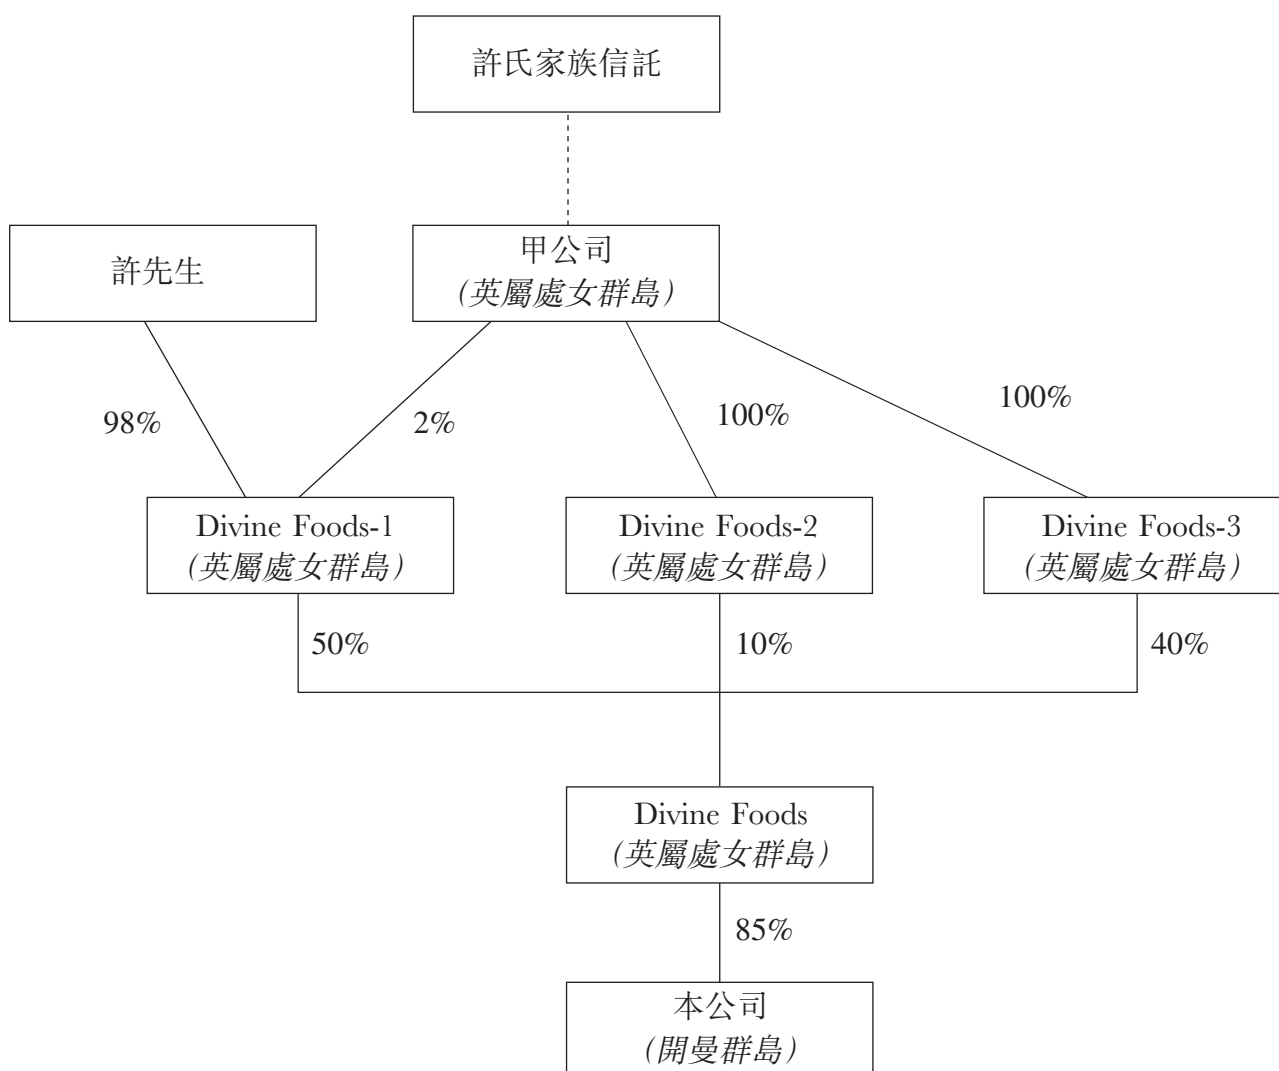 許氏家族信託
許先生
甲公司
(英屬處女群島)
98%
2%
100%
100%
Divine Foods-1
(英屬處女群島)
Divine Foods-2
(英屬處女群島)
Divine Foods-3
(英屬處女群島)
50%
10%
40%
Divine Foods
(英屬處女群島)
85%
本公司
(開曼群島)